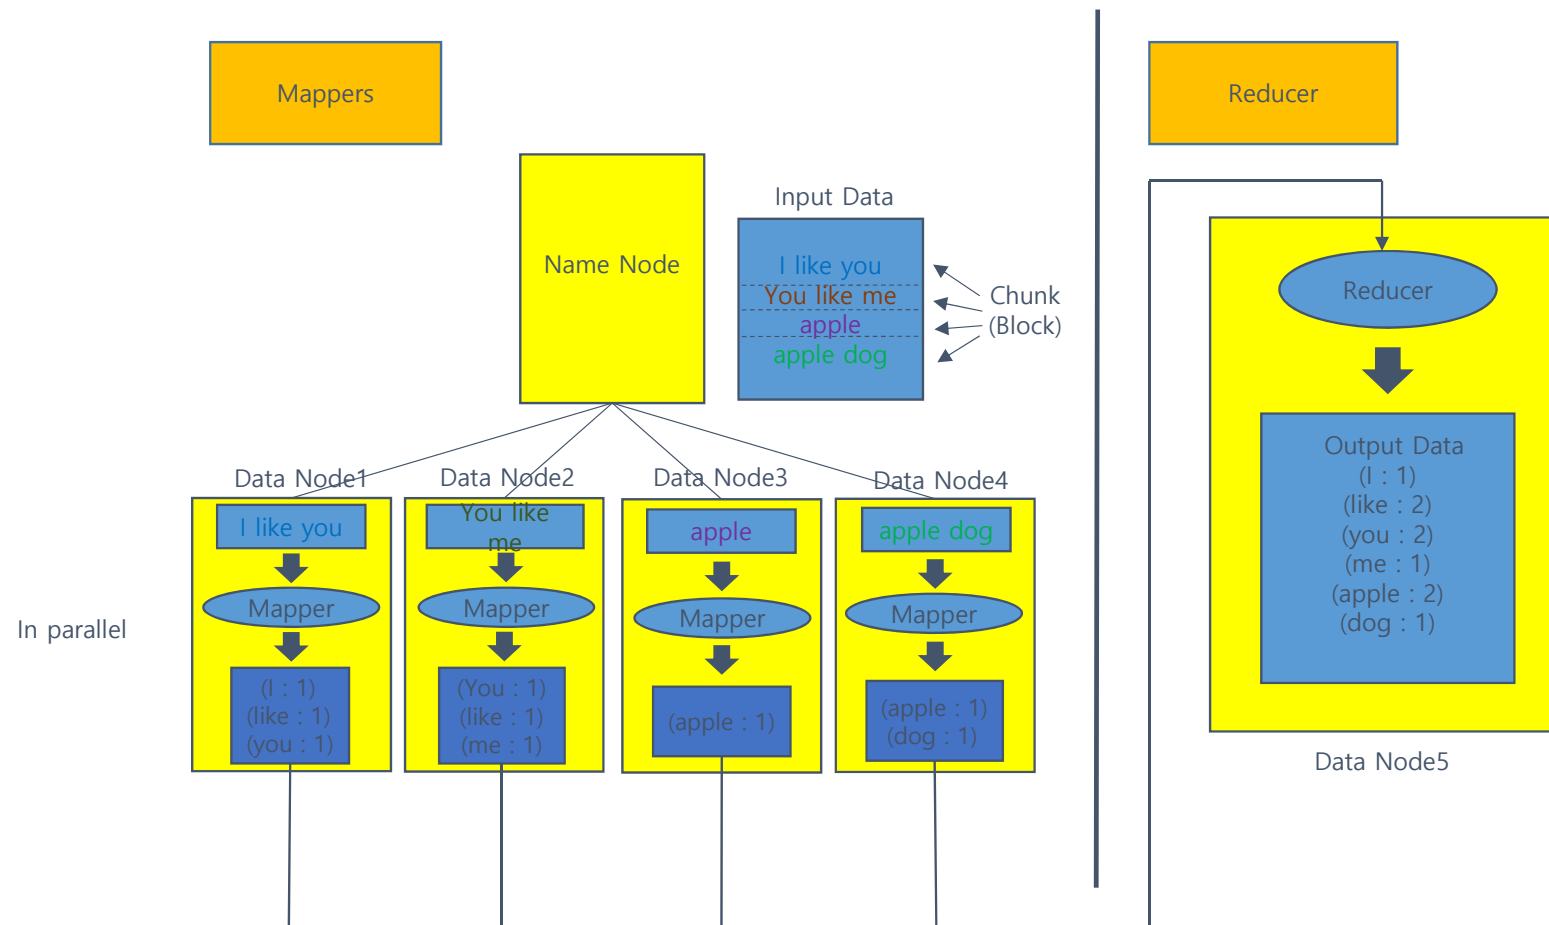 Mappers
Reducer
Input Data
Name Node
I like you
You like me
apple
apple dog
Chunk
(Block)
Reducer
Output Data
(I : 1)
(like : 2)
(you : 2)
(me : 1)
(apple : 2)
(dog : 1)
Data Node5
Data Node1
Data Node2
Data Node3
Data Node4
I like you
You like
me
apple
apple dog
Mapper
Mapper
Mapper
Mapper
In parallel
(I : 1)
(like : 1)
(you : 1)
(You : 1)
(like : 1)
(me : 1)
(apple : 1)
(apple : 1)
(dog : 1)